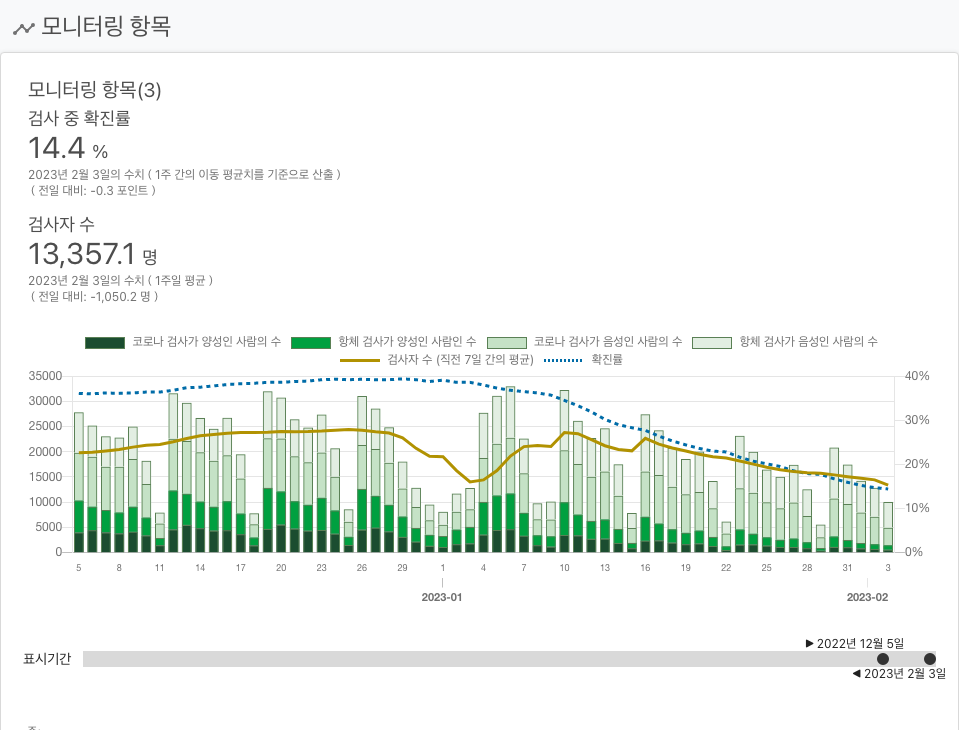 모니터링 항목
모니터링 항목(3)
검사 중 확진률
14.4 %
2023년 2월 3일의 수치 ( 1주 간의 이동 평균치를 기준으로 산출 )
( 전일 대비: -0.3 포인트 )
검사자 수
13,357.1 명
2023년 2월 3일의 수치 ( 1주일 평균 )
( 전일 대비: -1,050.2 명 )
코로나 검사가 양성인 사람의 수 항체 검사가 양성인 사람인 수 코로나 검사가 음성인 사람의 수 항체 검사가 음성인 사람의 수
검사자 수 (직전 7일 간의 평균) 확진률
35000 40%
30000
30%
25000
20000 20%
15000
10000 10%
5000
0 0%
5 8 11 14 17 20 23 26 29 1 4 7 10 13 16 19 22 25 28 31 3
2023-01 2023-02
▶ 2022년 12월 5일
표시기간
◀ 2023년 2월 3일